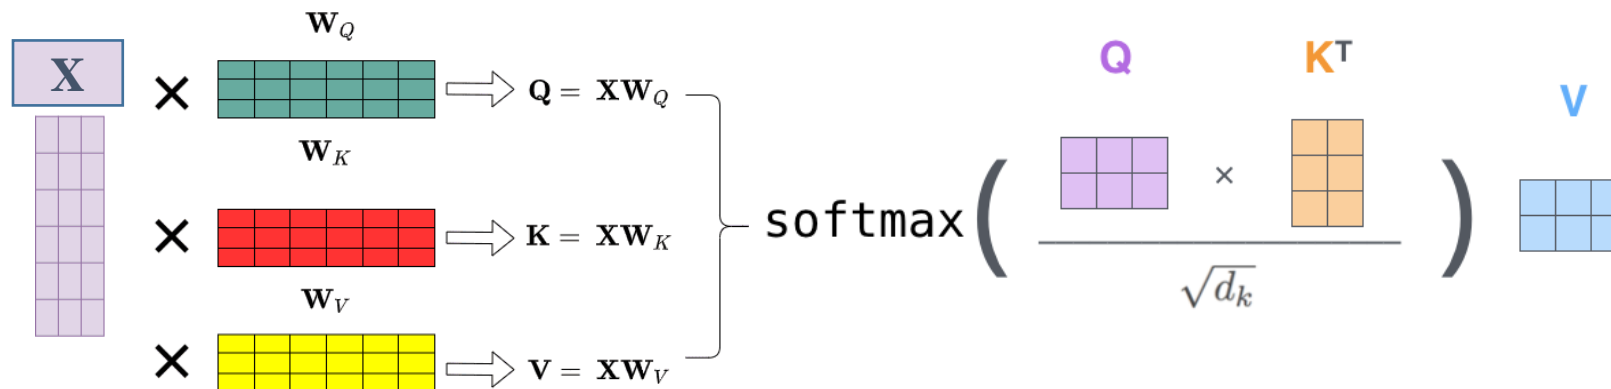 W_Q
X × Q = XW_Q
W_K
× K = XW_K
W_V
× V = XW_V
softmax ( Q × K^T / √d_k ) V